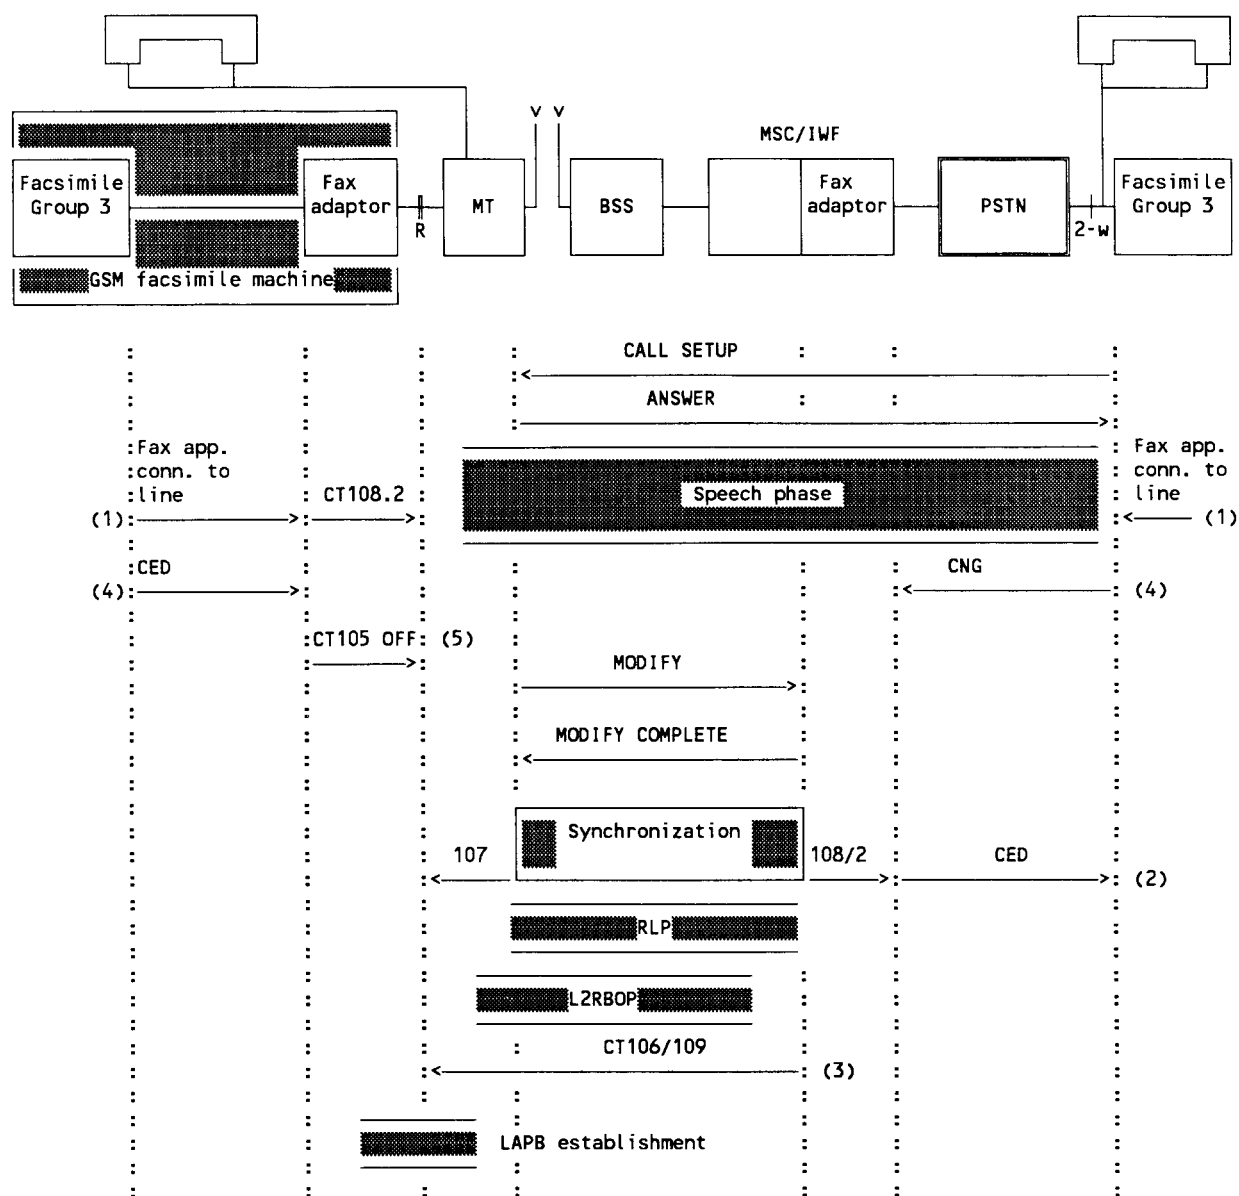 MSC/IWF
Facsimile
Group 3
Fax
adaptor
R
MT
BSS
Fax
adaptor
PSTN
2-w
Facsimile
Group 3
GSM facsimile machine
CALL SETUP
ANSWER
Fax app.
conn. to
line
CT108.2
(1)
Speech phase
Fax app.
conn. to
line
(1)
CED
(4)
CNG
(4)
CT105 OFF
(5)
MODIFY
MODIFY COMPLETE
Synchronization
107
108/2
CED
(2)
RLP
L2RBOP
CT106/109
(3)
LAPB establishment